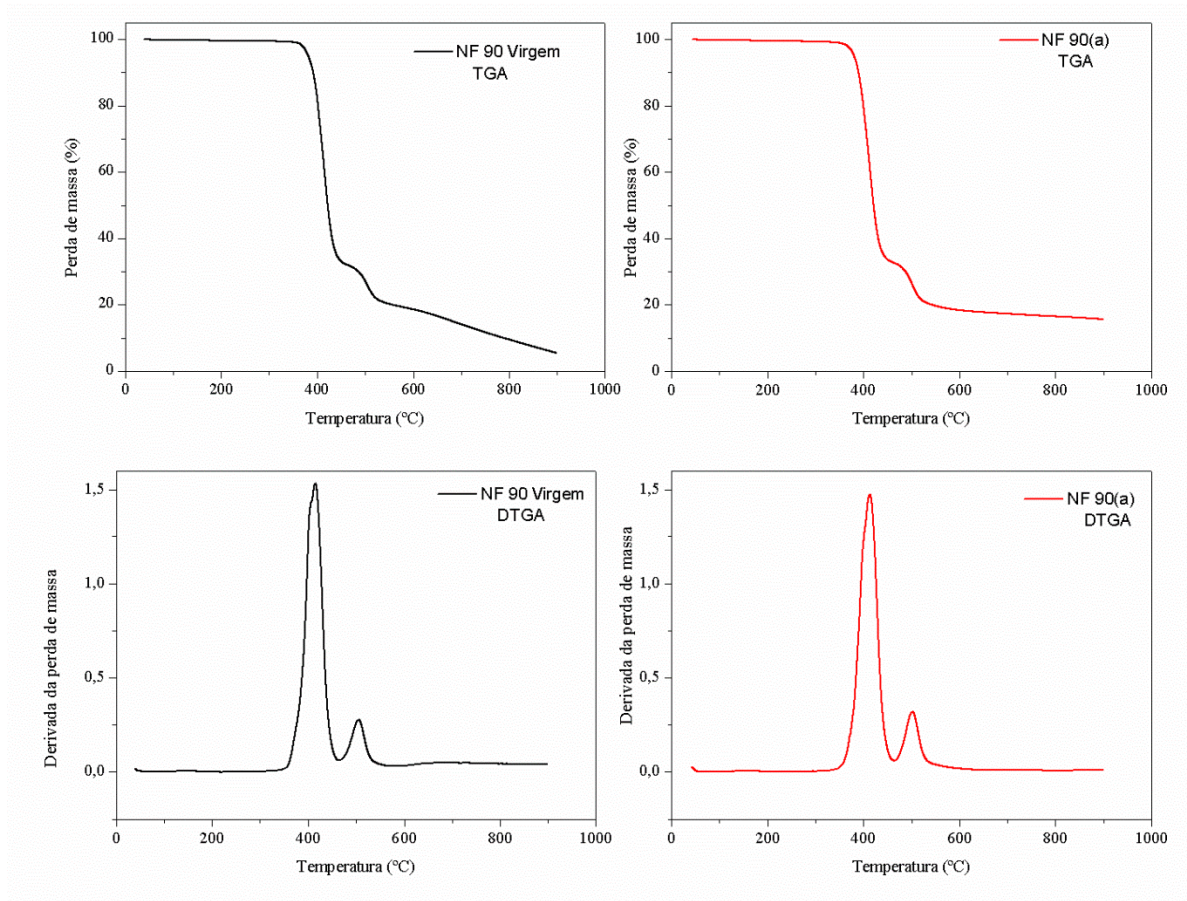 NF 90 Virgem
TGA
Perda de massa (%)
100
80
60
40
20
0
0 200 400 600 800 1000
Temperatura (°C)
NF 90(a)
TGA
Perda de massa (%)
100
80
60
40
20
0
0 200 400 600 800 1000
Temperatura (°C)
NF 90 Virgem
DTGA
Derivada da perda de massa
1,5
1,0
0,5
0,0
0 200 400 600 800 1000
Temperatura (°C)
NF 90(a)
DTGA
Derivada da perda de massa
1,5
1,0
0,5
0,0
0 200 400 600 800 1000
Temperatura (°C)